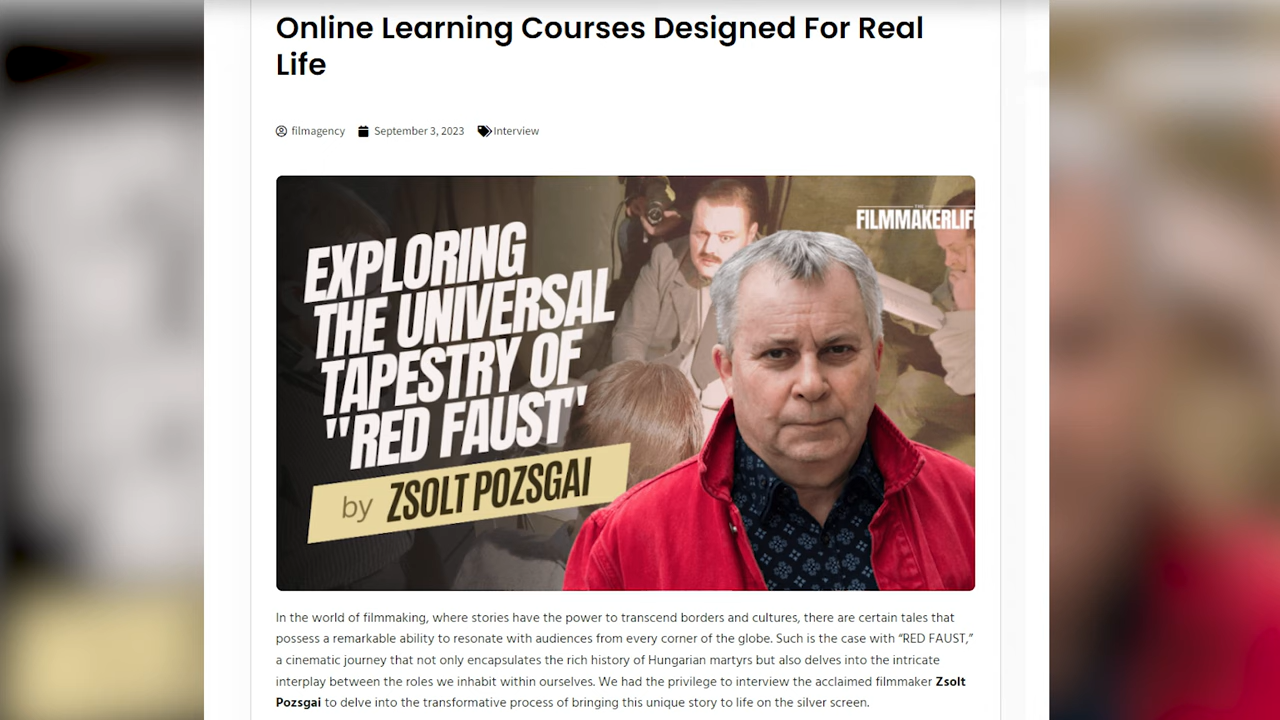 Online Learning Courses Designed For Real
Life
filmagency September 3, 2023 Interview
THE
FILMMAKERLIF
EXPLORING
THE UNIVERSAL
TAPESTRY OF
"RED FAUST"
by ZSOLT POZSGAI
In the world of filmmaking, where stories have the power to transcend borders and cultures, there are certain tales that
possess a remarkable ability to resonate with audiences from every corner of the globe. Such is the case with “RED FAUST,”
a cinematic journey that not only encapsulates the rich history of Hungarian martyrs but also delves into the intricate
interplay between the roles we inhabit within ourselves. We had the privilege to interview the acclaimed filmmaker Zsolt
Pozsgai to delve into the transformative process of bringing this unique story to life on the silver screen.